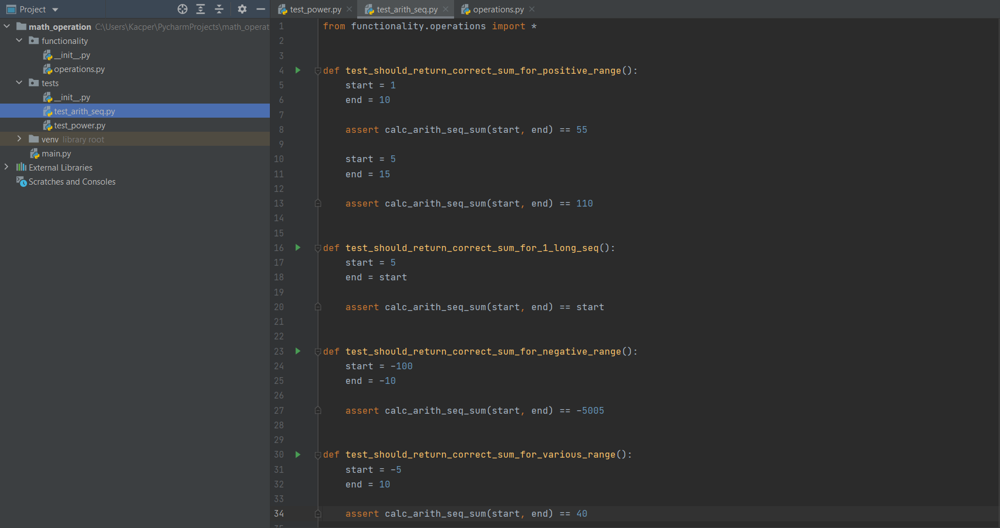 Project
math_operation C:\Users\Kacper\PycharmProjects\math_operat
functionality
__init__.py
operations.py
tests
__init__.py
test_arith_seq.py
test_power.py
venv library root
main.py
External Libraries
Scratches and Consoles
test_power.py test_arith_seq.py operations.py
1 from functionality.operations import *
2
3
4 def test_should_return_correct_sum_for_positive_range():
5 start = 1
6 end = 10
7
8 assert calc_arith_seq_sum(start, end) == 55
9
10 start = 5
11 end = 15
12
13 assert calc_arith_seq_sum(start, end) == 110
14
15
16 def test_should_return_correct_sum_for_1_long_seq():
17 start = 5
18 end = start
19
20 assert calc_arith_seq_sum(start, end) == start
21
22
23 def test_should_return_correct_sum_for_negative_range():
24 start = -100
25 end = -10
26
27 assert calc_arith_seq_sum(start, end) == -5005
28
29
30 def test_should_return_correct_sum_for_various_range():
31 start = -5
32 end = 10
33
34 assert calc_arith_seq_sum(start, end) == 40